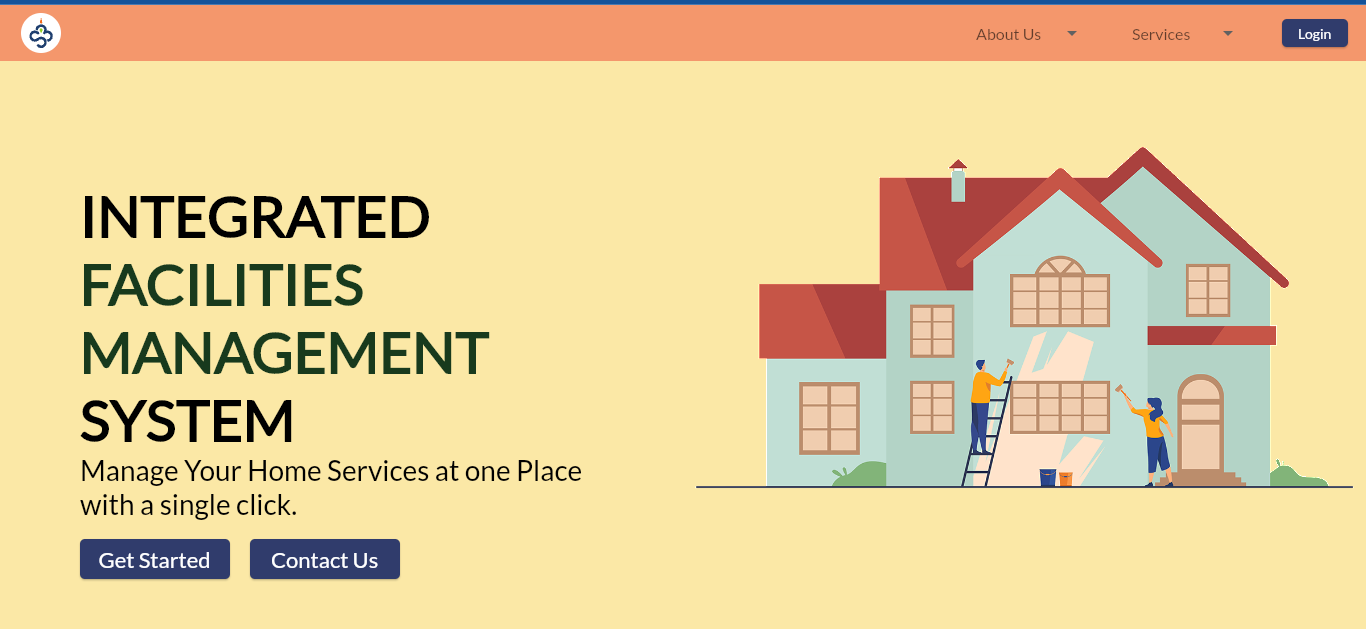 About Us
Services
Login
INTEGRATED
FACILITIES
MANAGEMENT
SYSTEM
Manage Your Home Services at one Place
with a single click.
Get Started
Contact Us